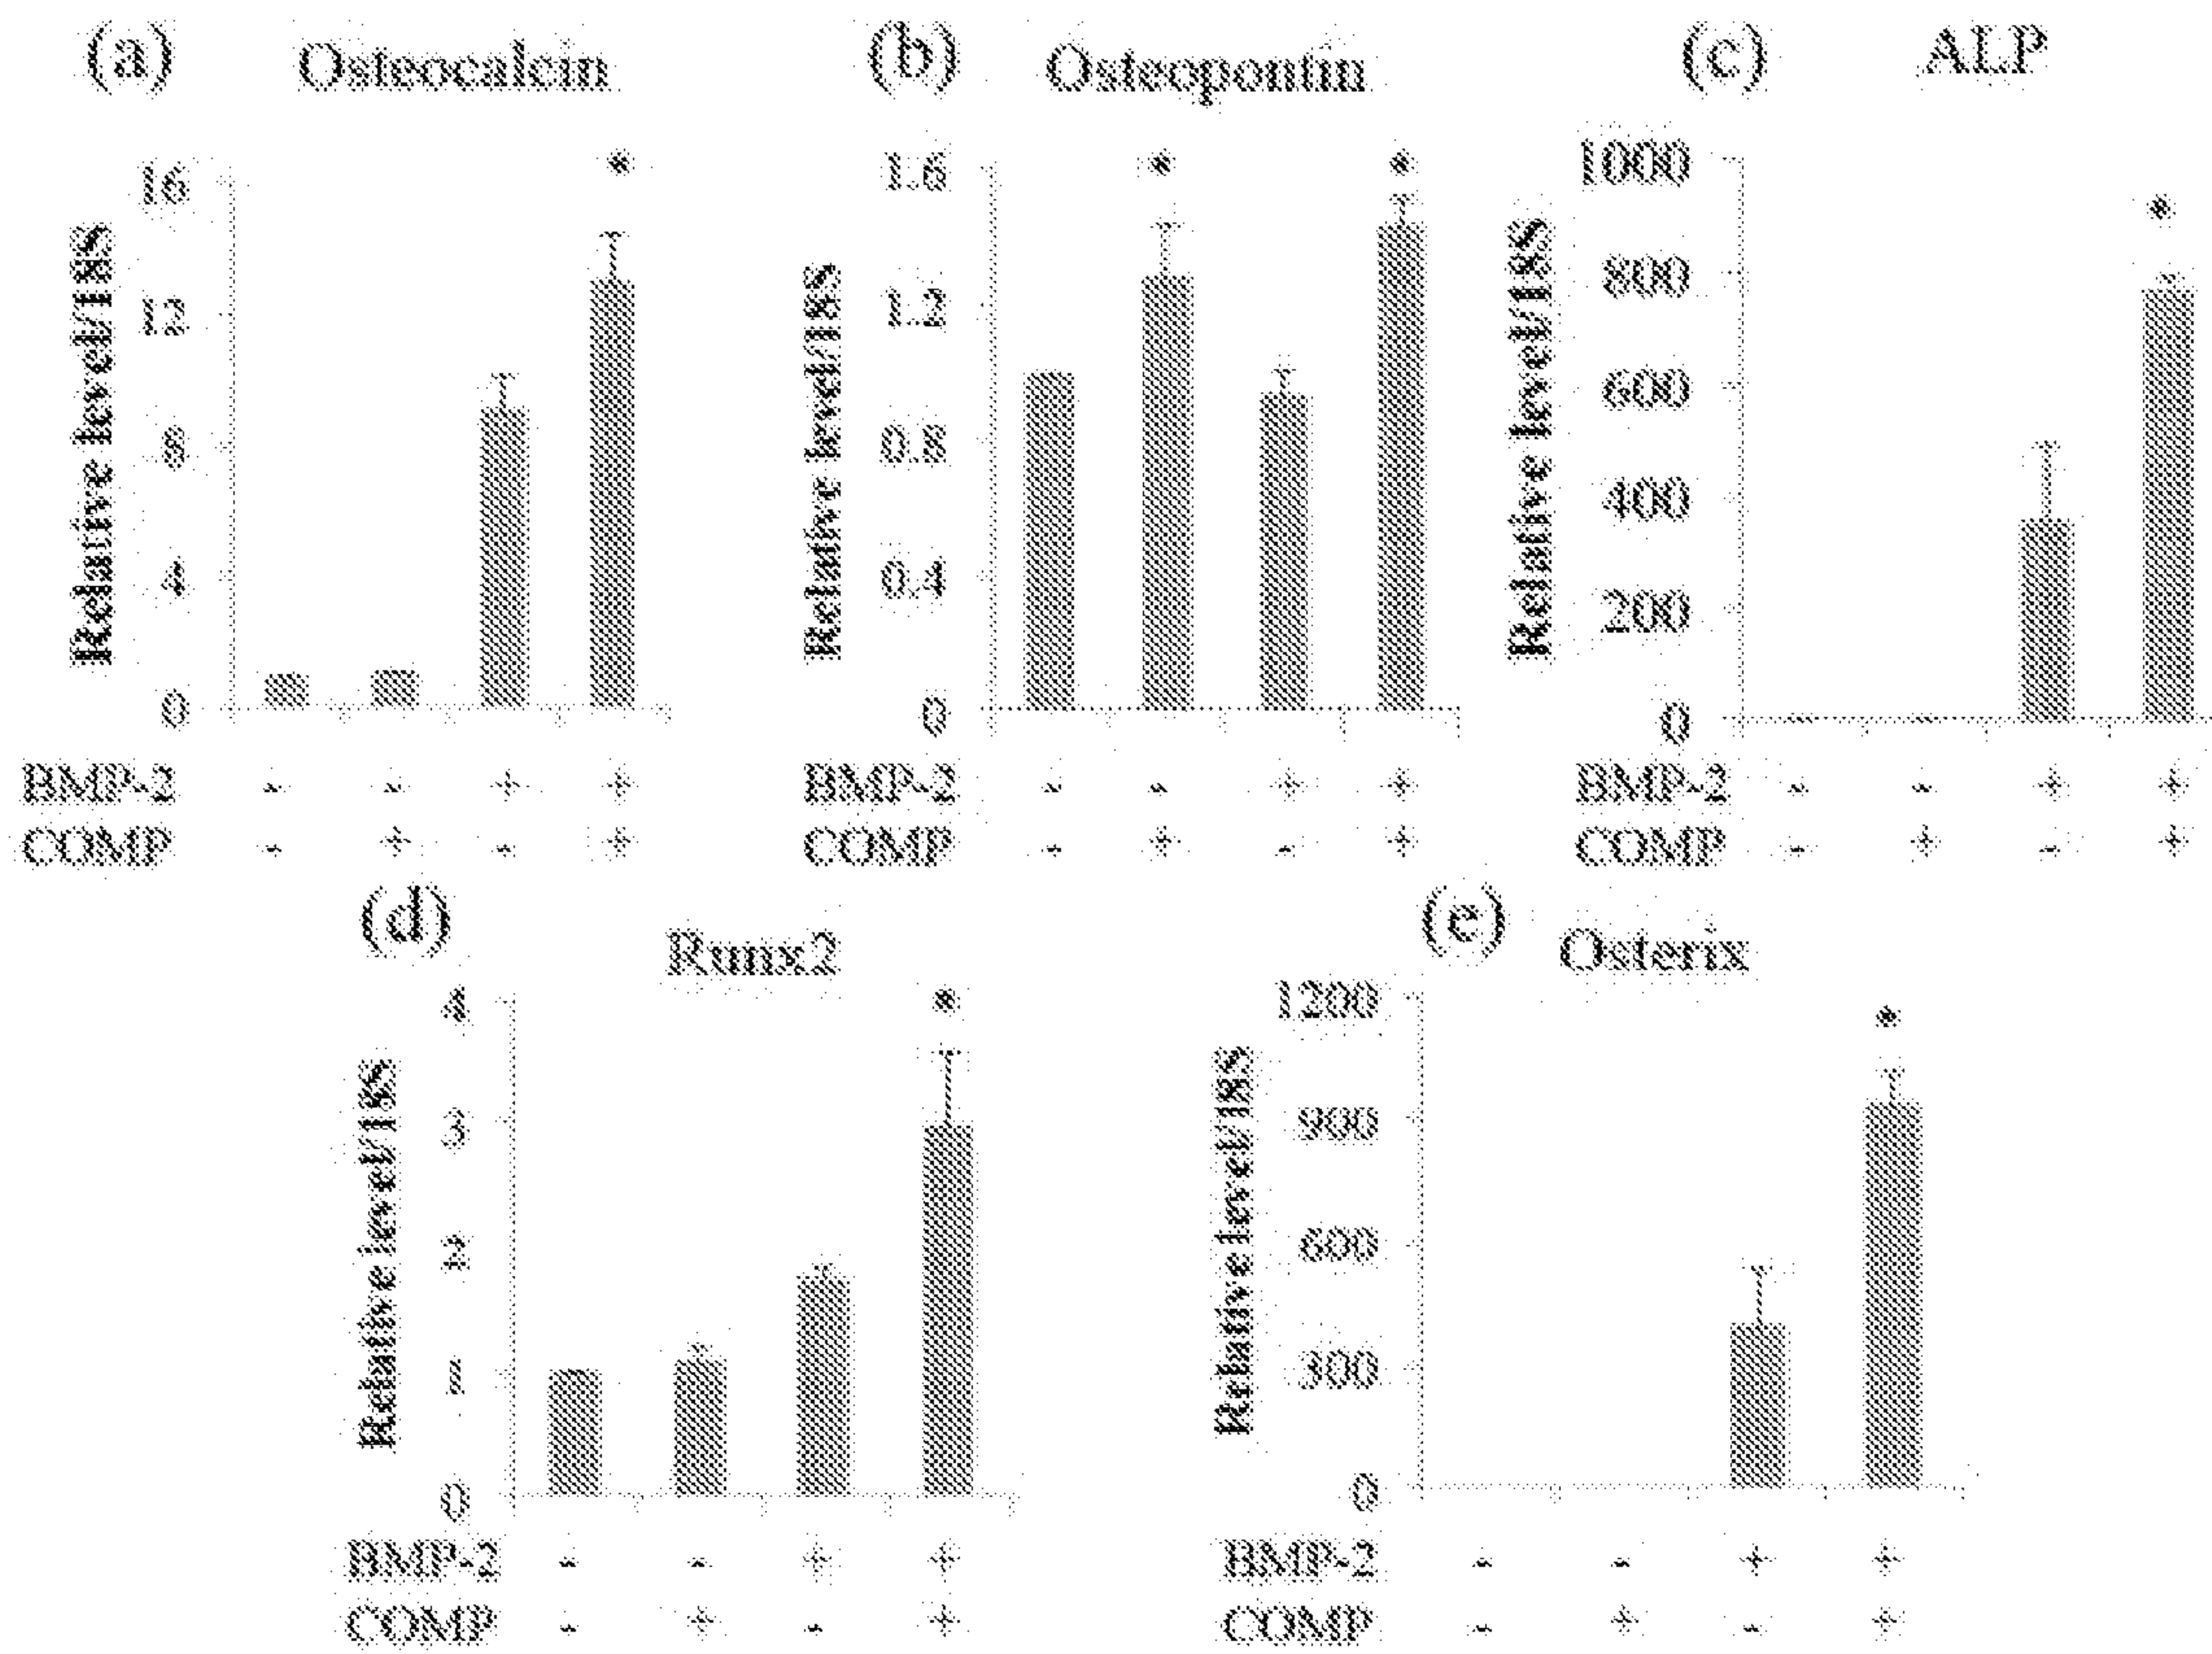 (a) Osteocalcin
Relative level/18S
16
12
8
4
0
BMP-2 - - + +
COMP - + - +
*
(b) Osteopontin
Relative level/18S
1.6
1.2
0.8
0.4
0
BMP-2 - - + +
COMP - + - +
* *
(c) ALP
Relative level/18S
1000
800
600
400
200
0
BMP-2 - - + +
COMP - + - +
*
(d) Runx2
Relative level/18S
4
3
2
1
0
BMP-2 - - + +
COMP - + - +
*
(e) Osterix
Relative level/18S
1200
900
600
300
0
BMP-2 - - + +
COMP - + - +
*